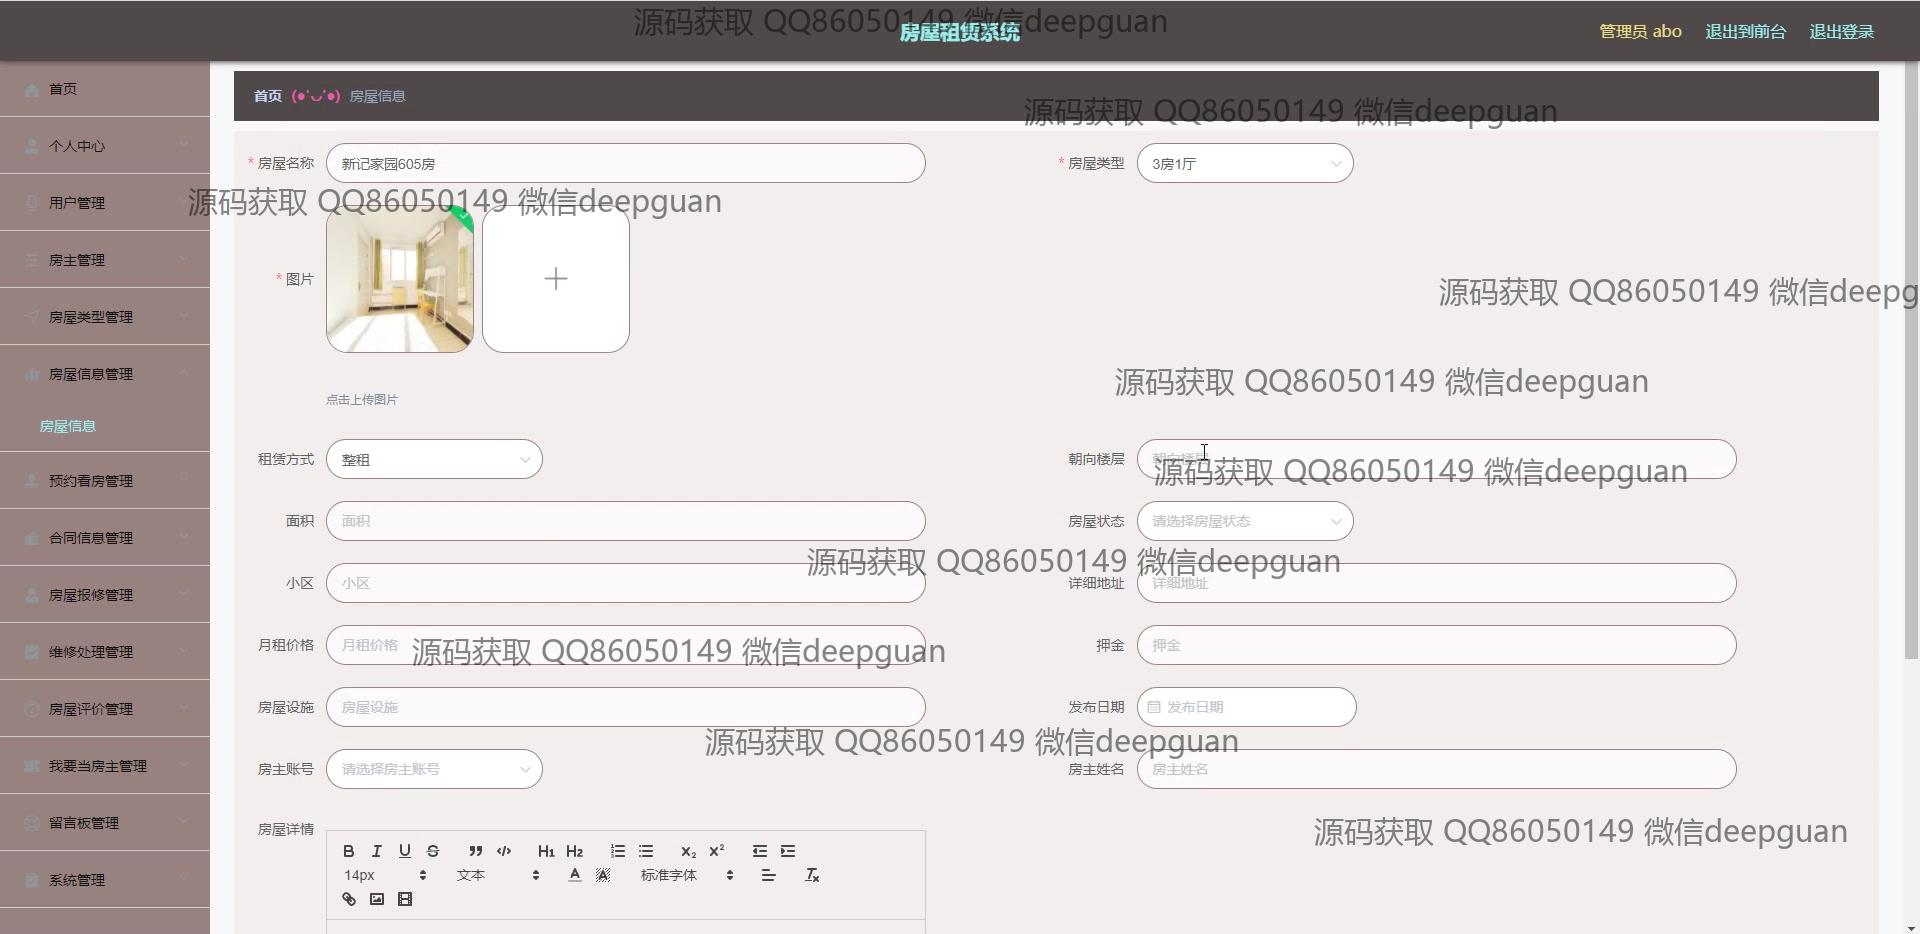 源码获取 QQ86050149 微信deepguan
房屋租赁系统
管理员 abo 退出到前台 退出登录
首页
个人中心
用户管理
房主管理
房屋类型管理
房屋信息管理
房屋信息
预约看房管理
合同信息管理
房屋报修管理
维修处理管理
房屋评价管理
我要当房主管理
留言板管理
系统管理
首页 (●'◡'●) 房屋信息
源码获取 QQ86050149 微信deepguan
* 房屋名称 新记家园605房
* 房屋类型 3房1厅
源码获取 QQ86050149 微信deepguan
* 图片
源码获取 QQ86050149 微信deepg
源码获取 QQ86050149 微信deepguan
点击上传图片
租赁方式 整租
朝向楼层 朝向楼层
源码获取 QQ86050149 微信deepguan
面积 面积
房屋状态 请选择房屋状态
源码获取 QQ86050149 微信deepguan
小区 小区
详细地址 详细地址
月租价格 月租价格
源码获取 QQ86050149 微信deepguan
押金 押金
房屋设施 房屋设施
发布日期 发布日期
源码获取 QQ86050149 微信deepguan
房主账号 请选择房主账号
房主姓名 房主姓名
房屋详情
源码获取 QQ86050149 微信deepguan
B I U S H1 H2 X2 X2
14px 文本 A A 标准字体 Tx